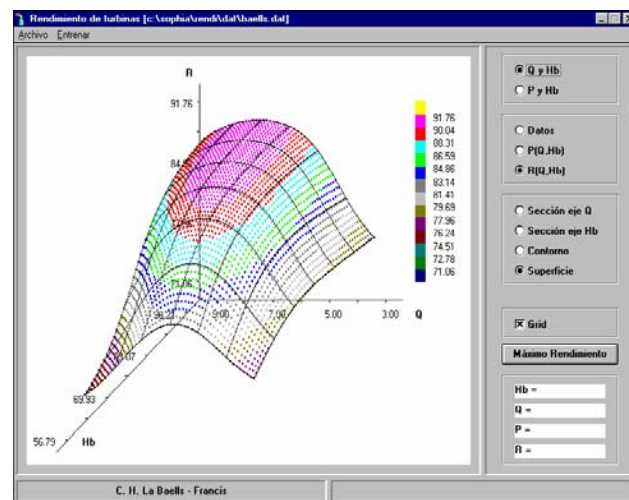 Rendimiento de turbinas [c:\sophia\rendi\dat\baells.dat]
Archivo Entrenar
R
91.76
84
71.06
96.21
9.00
7.00
5.00
3.00
Q
69.93
56.79
Hb
91.76
90.04
88.31
86.59
84.86
83.14
81.41
79.69
77.96
76.24
74.51
72.78
71.06
Q y Hb
P y Hb
Datos
P(Q,Hb)
R(Q,Hb)
Sección eje Q
Sección eje Hb
Contorno
Superficie
Grid
Máximo Rendimiento
Hb =
Q =
P =
R =
C. H. La Baells - Francis